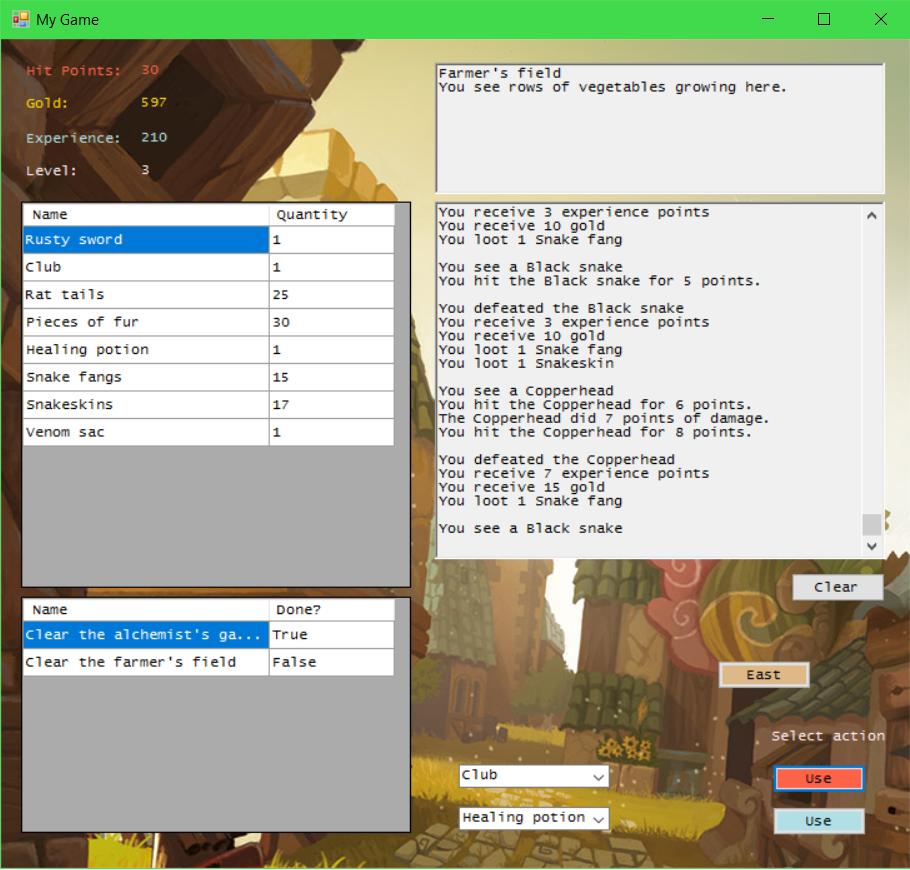 My Game
Hit Points: 30
Gold: 597
Experience: 210
Level: 3
Farmer's field
You see rows of vegetables growing here.
Name Quantity
Rusty sword 1
Club 1
Rat tails 25
Pieces of fur 30
Healing potion 1
Snake fangs 15
Snakeskins 17
Venom sac 1
You receive 3 experience points
You receive 10 gold
You loot 1 Snake fang
You see a Black snake
You hit the Black snake for 5 points.
You defeated the Black snake
You receive 3 experience points
You receive 10 gold
You loot 1 Snake fang
You loot 1 Snakeskin
You see a Copperhead
You hit the Copperhead for 6 points.
The Copperhead did 7 points of damage.
You hit the Copperhead for 8 points.
You defeated the Copperhead
You receive 7 experience points
You receive 15 gold
You loot 1 Snake fang
You see a Black snake
Clear
Name Done?
Clear the alchemist's ga... True
Clear the farmer's field False
East
Select action
Club Use
Healing potion Use